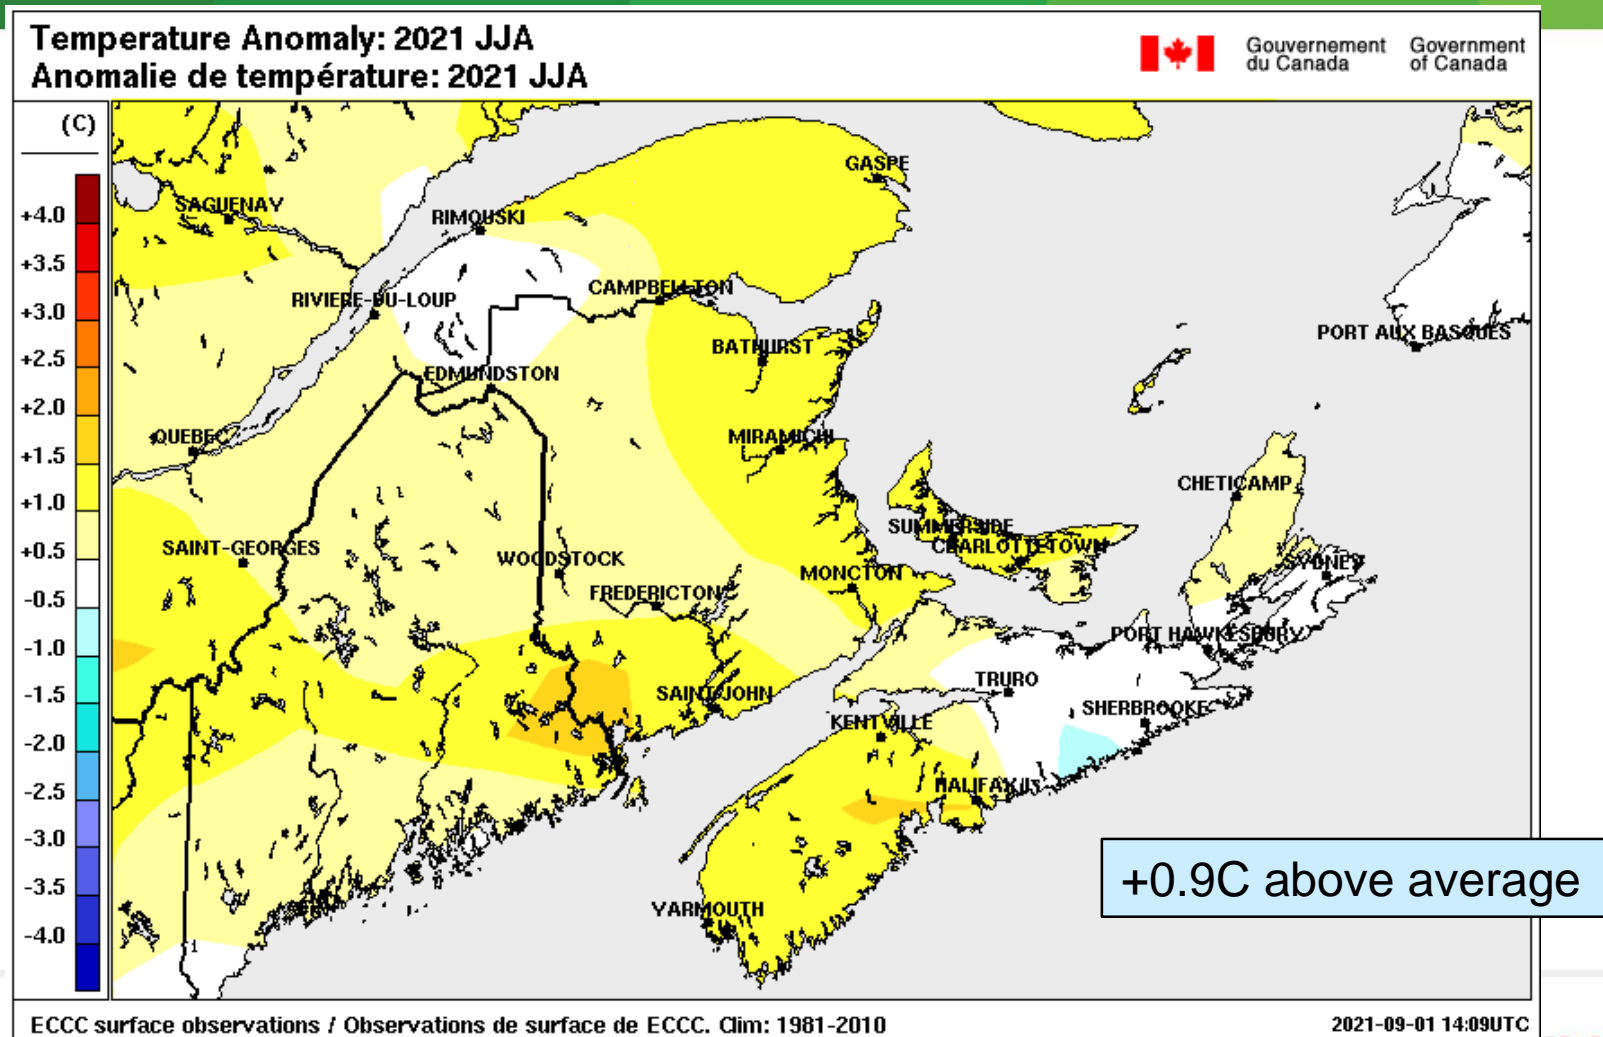 Temperature Anomaly: 2021 JJA
Anomalie de température: 2021 JJA
Gouvernement du Canada
Government of Canada
(C)
+4.0
+3.5
+3.0
+2.5
+2.0
+1.5
+1.0
+0.5
-0.5
-1.0
-1.5
-2.0
-2.5
-3.0
-3.5
-4.0
GASPE
SAGUENAY
RIMOUSKI
RIVIERE-DU-LOUP
CAMPBELLTON
PORT AUX BASQUES
BATHURST
EDMUNDSTON
QUEBEC
MIRAMICHI
CHETICAMP
SUMMERSIDE
CHARLOTTETOWN
SAINT-GEORGES
WOODSTOCK
MONCTON
SYDNEY
FREDERICTON
PORT HAWKESBURY
TRURO
SAINT JOHN
SHERBROOKE
KENTVILLE
HALIFAX
YARMOUTH
+0.9C above average
ECCC surface observations / Observations de surface de ECCC. Clim: 1981-2010
2021-09-01 14:09UTC